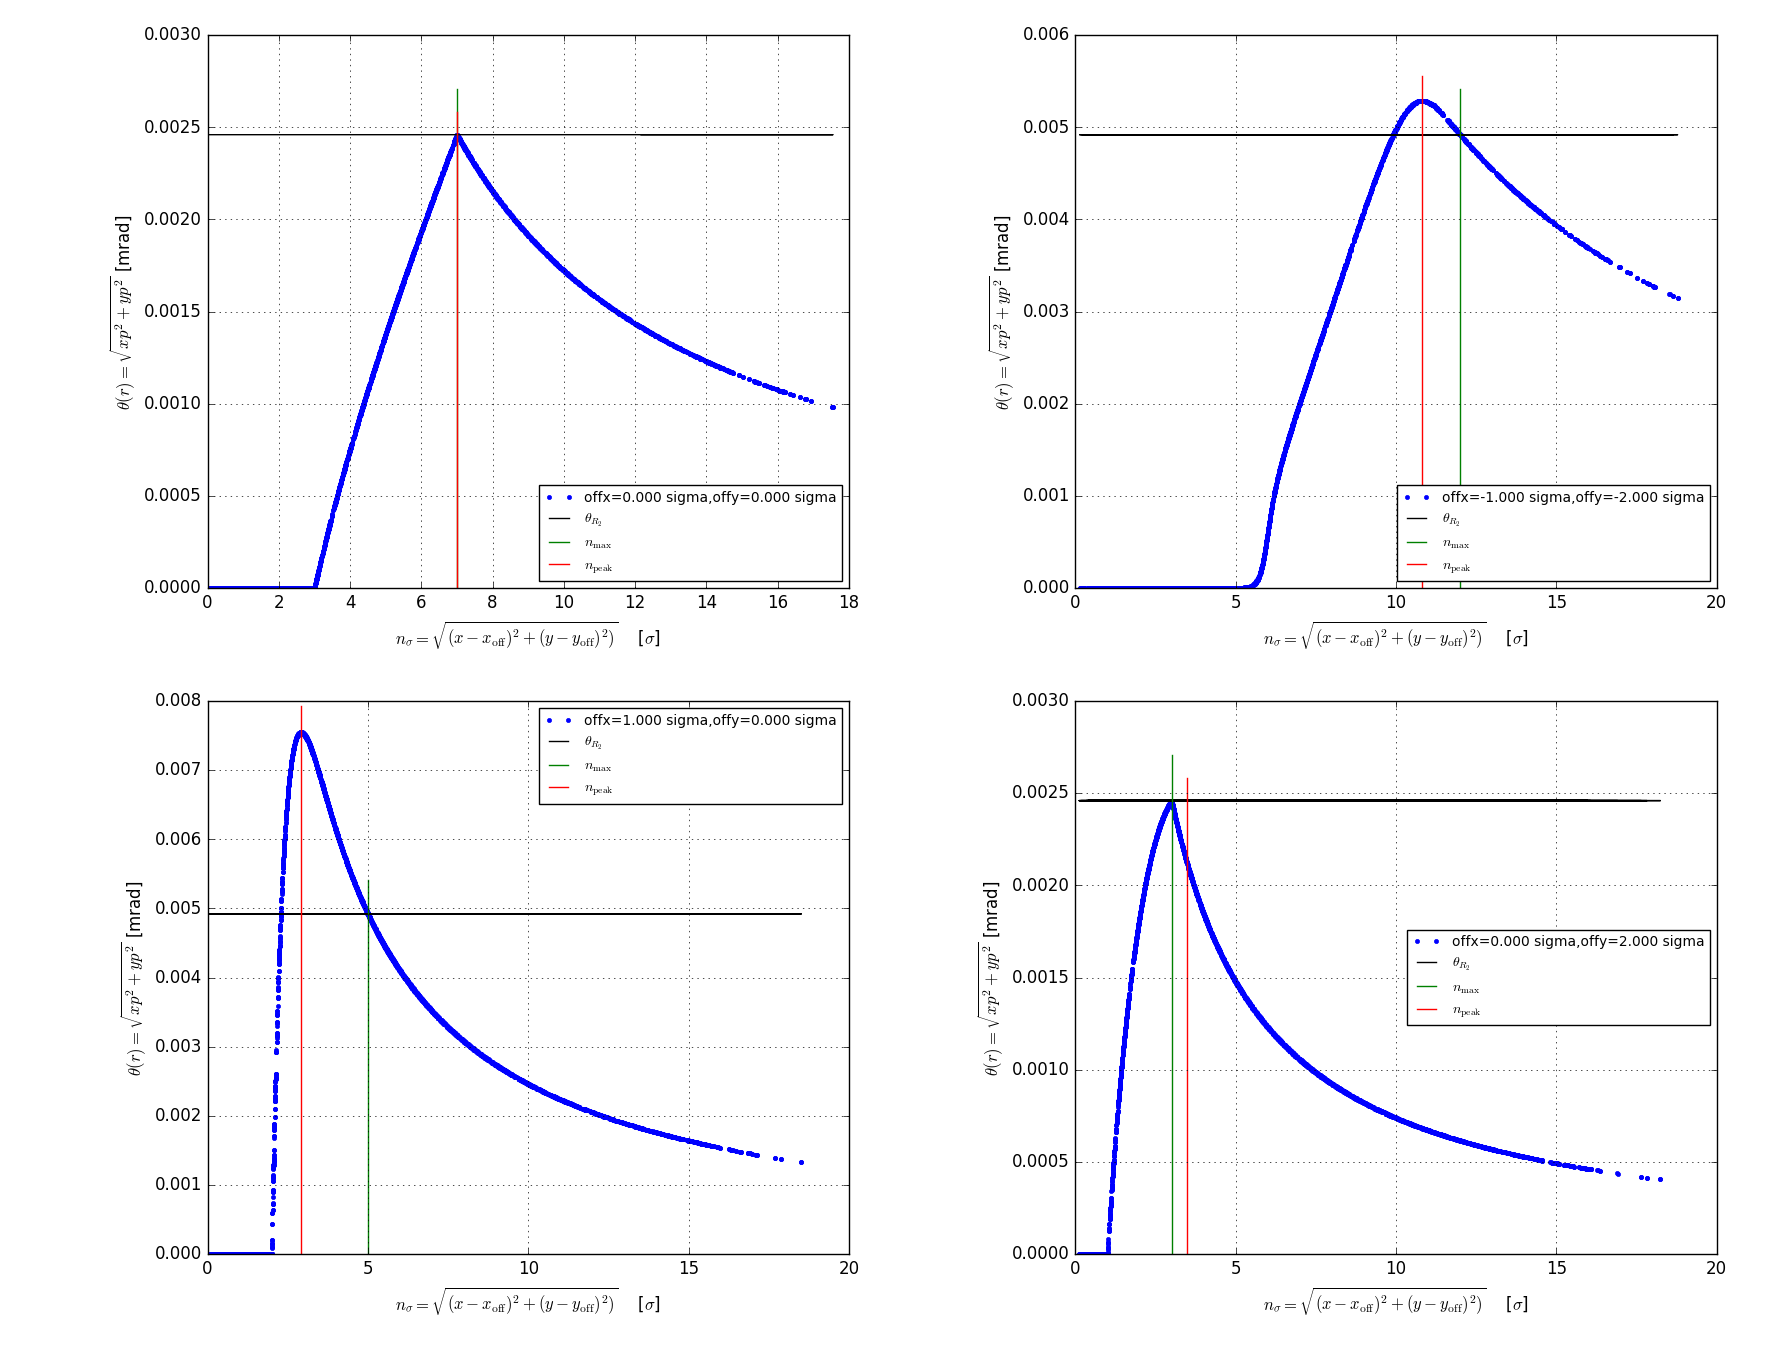 0.0030
0.0025
0.0020
0.0015
0.0010
0.0005
0.0000
θ(r) = √xp² + yp² [mrad]
0 2 4 6 8 10 12 14 16 18
n_σ = √(x − x_off)² + (y − y_off)²) [σ]
offx=0.000 sigma,offy=0.000 sigma
θ_R₂
n_max
n_peak
0.006
0.005
0.004
0.003
0.002
0.001
0.000
θ(r) = √xp² + yp² [mrad]
0 5 10 15 20
n_σ = √(x − x_off)² + (y − y_off)²) [σ]
offx=-1.000 sigma,offy=-2.000 sigma
θ_R₂
n_max
n_peak
0.008
0.007
0.006
0.005
0.004
0.003
0.002
0.001
0.000
θ(r) = √xp² + yp² [mrad]
0 5 10 15 20
n_σ = √(x − x_off)² + (y − y_off)²) [σ]
offx=1.000 sigma,offy=0.000 sigma
θ_R₂
n_max
n_peak
0.0030
0.0025
0.0020
0.0015
0.0010
0.0005
0.0000
θ(r) = √xp² + yp² [mrad]
0 5 10 15 20
n_σ = √(x − x_off)² + (y − y_off)²) [σ]
offx=0.000 sigma,offy=2.000 sigma
θ_R₂
n_max
n_peak